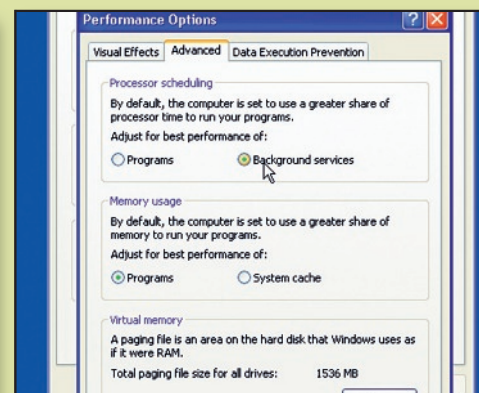 Performance Options
Visual Effects Advanced Data Execution Prevention
Processor scheduling
By default, the computer is set to use a greater share of
processor time to run your programs.
Adjust for best performance of:
Programs Background services
Memory usage
By default, the computer is set to use a greater share of
memory to run your programs.
Adjust for best performance of:
Programs System cache
Virtual memory
A paging file is an area on the hard disk that Windows uses as
if it were RAM.
Total paging file size for all drives: 1536 MB